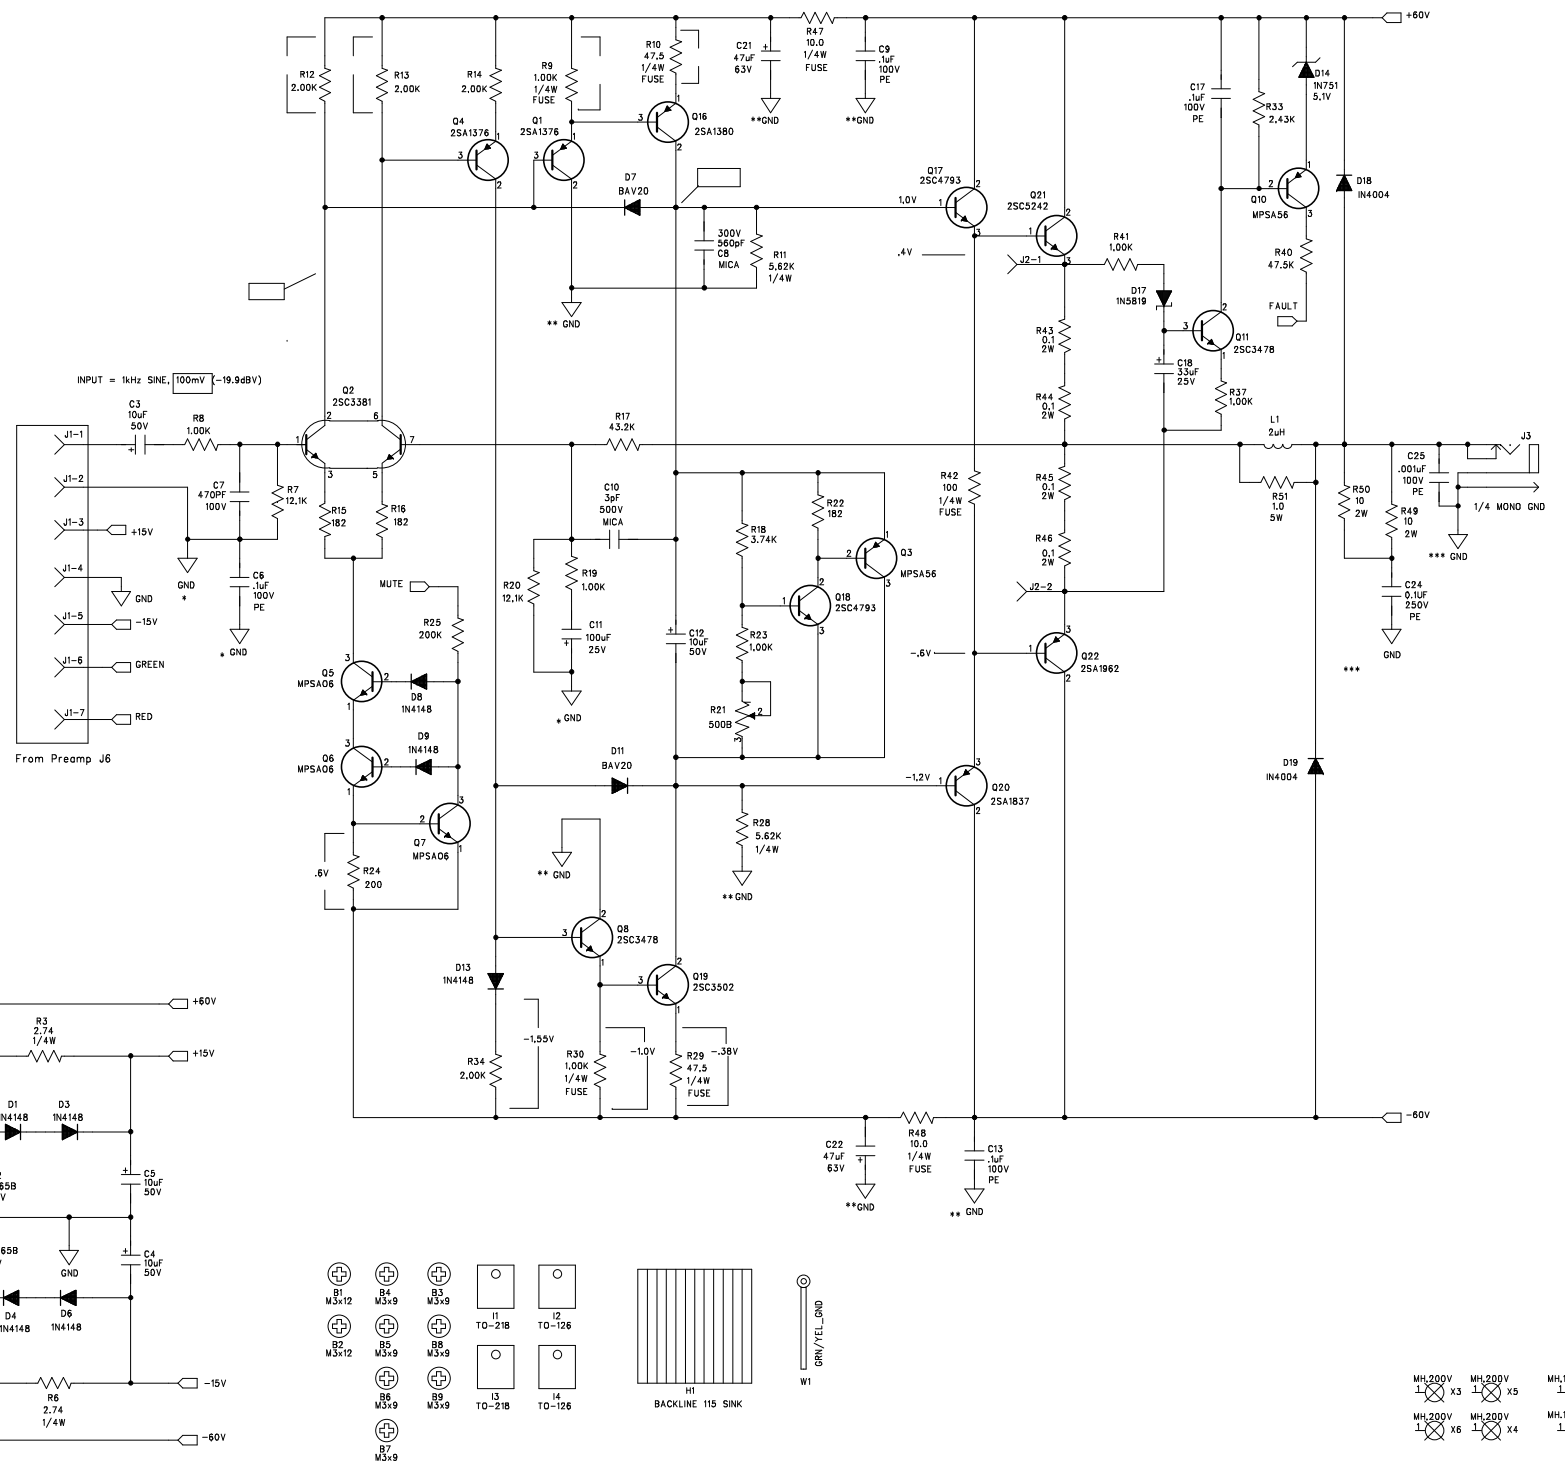 +60V
R12
2.00K
R13
2.00K
R14
2.00K
R9
1.00K
1/4W
FUSE
R10
47.5
1/4W
FUSE
C21
47uF
63V
**GND
R47
10.0
1/4W
FUSE
C9
.1uF
100V
PE
**GND
C17
.1uF
100V
PE
R33
2.43K
D14
1N751
5.1V
Q4
2SA1376
Q1
2SA1376
Q16
2SA1380
D7
BAV20
1.0V
Q17
2SC4793
Q21
2SC5242
Q10
MPSA56
D18
IN4004
300V
560pF
C8
MICA
R11
5.62K
1/4W
** GND
.4V
J2-1
R41
1.00K
D17
1N5819
R40
47.5K
FAULT
Q11
2SC3478
R43
0.1
2W
R44
0.1
2W
C18
33uF
25V
R37
1.00K
INPUT = 1kHz SINE, 100mV (-19.9dBV)
C3
10uF
50V
R8
1.00K
Q2
2SC3381
R17
43.2K
L1
2uH
J3
J1-1
J1-2
J1-3
+15V
J1-4
GND
J1-5
-15V
J1-6
GREEN
J1-7
RED
From Preamp J6
C7
470PF
100V
R7
12.1K
R15
182
R16
182
GND
*
C6
.1uF
100V
PE
* GND
C10
3pF
500V
MICA
R20
12.1K
R19
1.00K
C11
100uF
25V
* GND
MUTE
R25
200K
Q5
MPSA06
D8
1N4148
Q6
MPSA06
D9
1N4148
Q7
MPSA06
.6V
R24
200
C12
10uF
50V
R18
3.74K
R22
182
Q3
MPSA56
Q18
2SC4793
R23
1.00K
R21
500B
R42
100
1/4W
FUSE
R45
0.1
2W
R46
0.1
2W
J2-2
-.6V
Q22
2SA1962
R51
1.0
5W
R50
10
2W
R49
10
2W
C25
.001uF
100V
PE
1/4 MONO GND
*** GND
C24
0.1UF
250V
PE
GND
***
D11
BAV20
-1.2V
Q20
2SA1837
D19
IN4004
R28
5.62K
1/4W
**GND
** GND
Q8
2SC3478
Q19
2SC3502
D13
1N4148
-1.55V
R34
2.00K
R30
1.00K
1/4W
FUSE
-1.0V
R29
47.5
1/4W
FUSE
-.38V
-60V
C22
47uF
63V
**GND
R48
10.0
1/4W
FUSE
C13
.1uF
100V
PE
** GND
+60V
R3
2.74
1/4W
+15V
D1
1N4148
D3
1N4148
65B
C5
10uF
50V
65B
GND
C4
10uF
50V
D4
1N4148
D6
1N4148
-15V
R6
2.74
1/4W
-60V
B1
M3x12
B4
M3x9
B3
M3x9
I1
TO-218
I2
TO-126
B2
M3x12
B5
M3x9
B8
M3x9
B6
M3x9
B9
M3x9
I3
TO-218
I4
TO-126
B7
M3x9
H1
BACKLINE 115 SINK
GRN/YEL_GND
W1
MH.200V
X3
MH.200V
X5
MH.1
MH.200V
X6
MH.200V
X4
MH.1